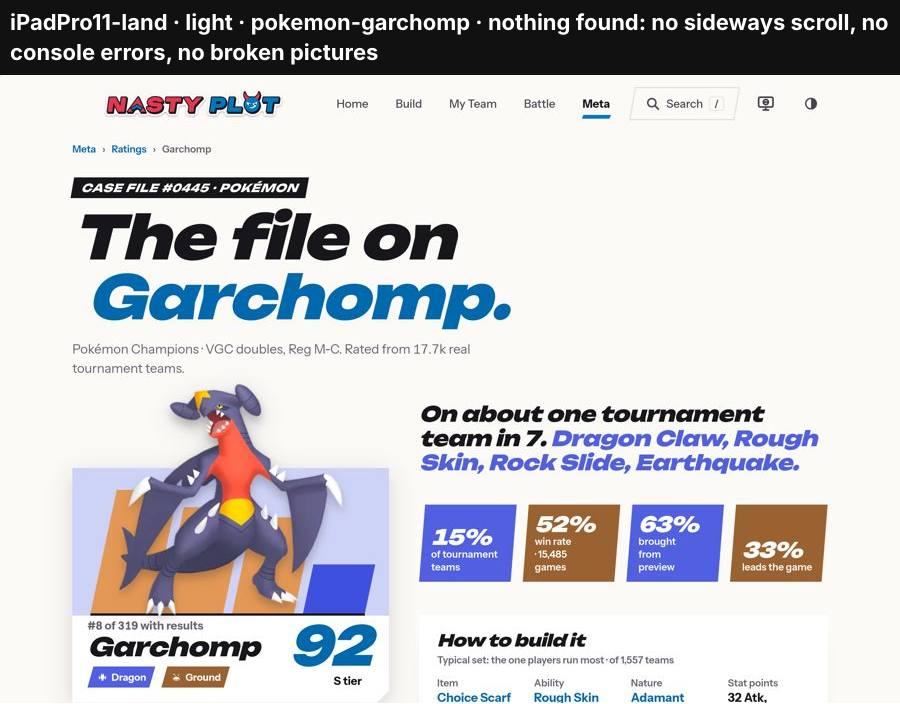 iPadPro11-land · light · pokemon-garchomp · nothing found: no sideways scroll, no
console errors, no broken pictures
NASTY PLOT
Home
Build
My Team
Battle
Meta
Search /
Meta › Ratings › Garchomp
CASE FILE #0445 · POKÉMON
The file on
Garchomp.
Pokémon Champions · VGC doubles, Reg M-C. Rated from 17.7k real
tournament teams.
On about one tournament
team in 7. Dragon Claw, Rough
Skin, Rock Slide, Earthquake.
15%
of tournament
teams
52%
win rate
· 15,485
games
63%
brought
from
preview
33%
leads the game
#8 of 319 with results
Garchomp
92
Dragon
Ground
S tier
How to build it
Typical set: the one players run most · of 1,557 teams
Item
Choice Scarf
Ability
Rough Skin
Nature
Adamant
Stat points
32 Atk,